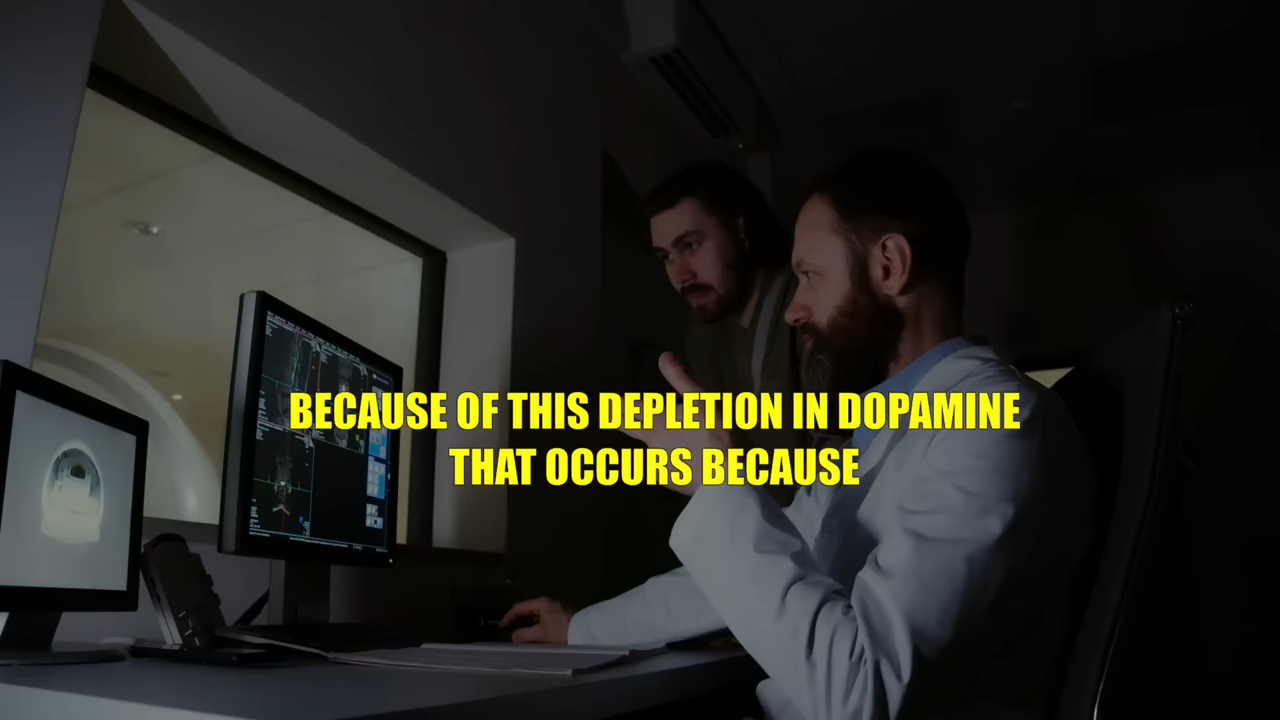 BECAUSE OF THIS DEPLETION IN DOPAMINE
THAT OCCURS BECAUSE